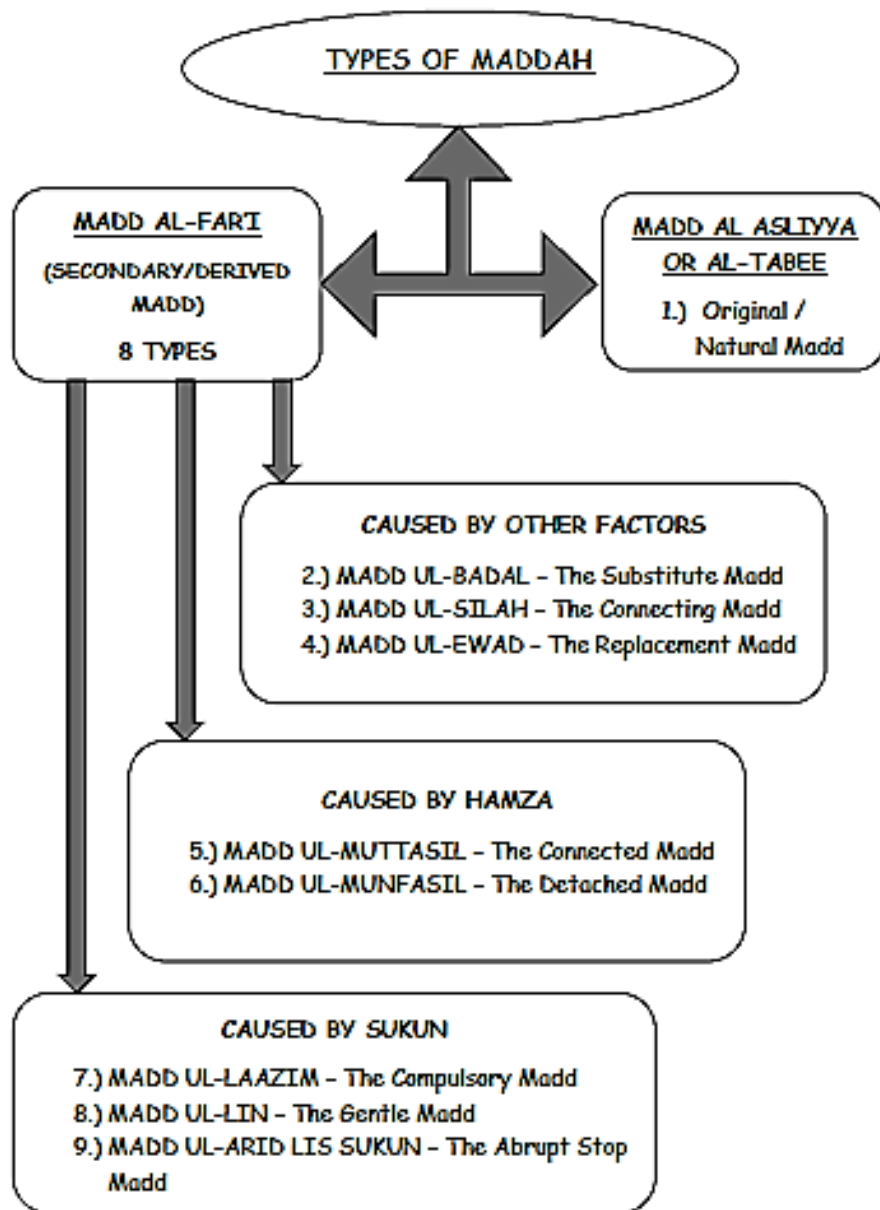 TYPES OF MADDAH
MADD AL-FAR'I
(SECONDARY/DERIVED
MADD)
8 TYPES
MADD AL ASLIYYA
OR AL-TABEE
1.) Original /
Natural Madd
CAUSED BY OTHER FACTORS
2.) MADD UL-BADAL – The Substitute Madd
3.) MADD UL-SILAH – The Connecting Madd
4.) MADD UL-EWAD – The Replacement Madd
CAUSED BY HAMZA
5.) MADD UL-MUTTASIL – The Connected Madd
6.) MADD UL-MUNFASIL – The Detached Madd
CAUSED BY SUKUN
7.) MADD UL-LAAZIM – The Compulsory Madd
8.) MADD UL-LIN – The Gentle Madd
9.) MADD UL-ARID LIS SUKUN – The Abrupt Stop
Madd